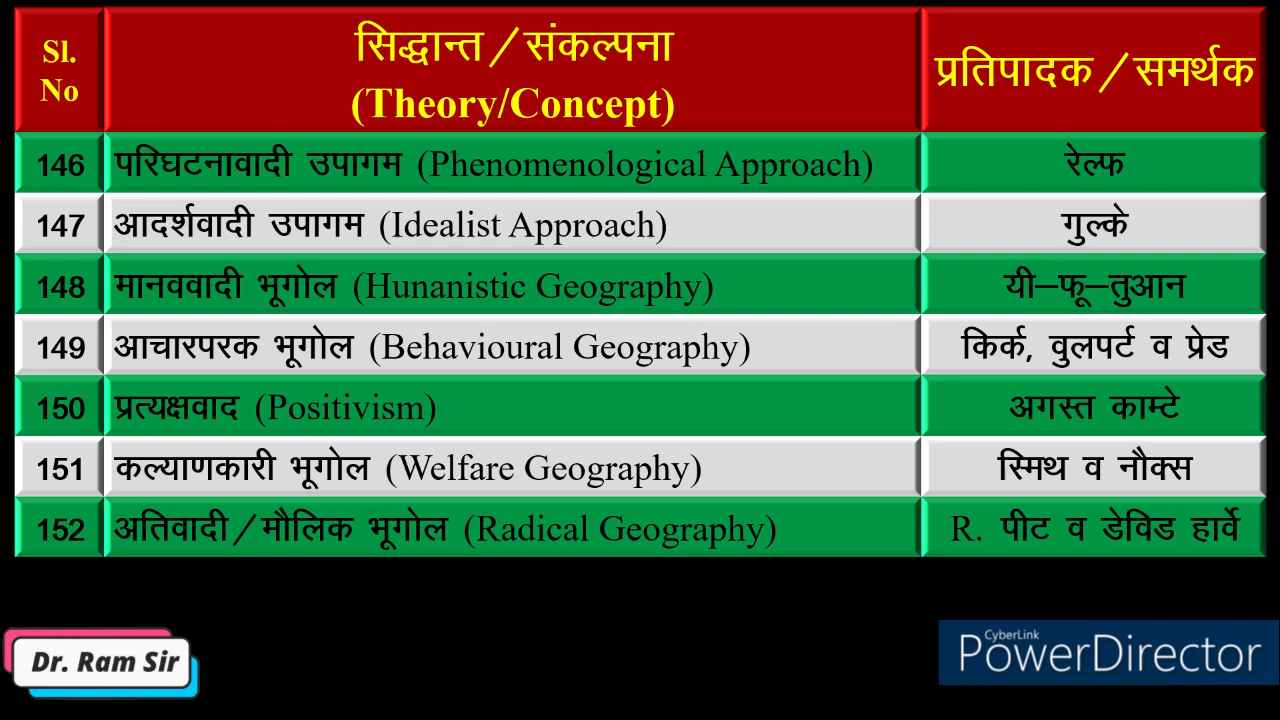 Sl. No
सिद्धान्त/संकल्पना
(Theory/Concept)
प्रतिपादक/समर्थक
146 परिघटनावादी उपागम (Phenomenological Approach) रेल्फ
147 आदर्शवादी उपागम (Idealist Approach) गुल्के
148 मानववादी भूगोल (Hunanistic Geography) यी–फू–तुआन
149 आचारपरक भूगोल (Behavioural Geography) किर्क, वुलपर्ट व प्रेड
150 प्रत्यक्षवाद (Positivism) अगस्त काम्टे
151 कल्याणकारी भूगोल (Welfare Geography) स्मिथ व नौक्स
152 अतिवादी/मौलिक भूगोल (Radical Geography) R. पीट व डेविड हार्वे
Dr. Ram Sir
CyberLink
PowerDirector